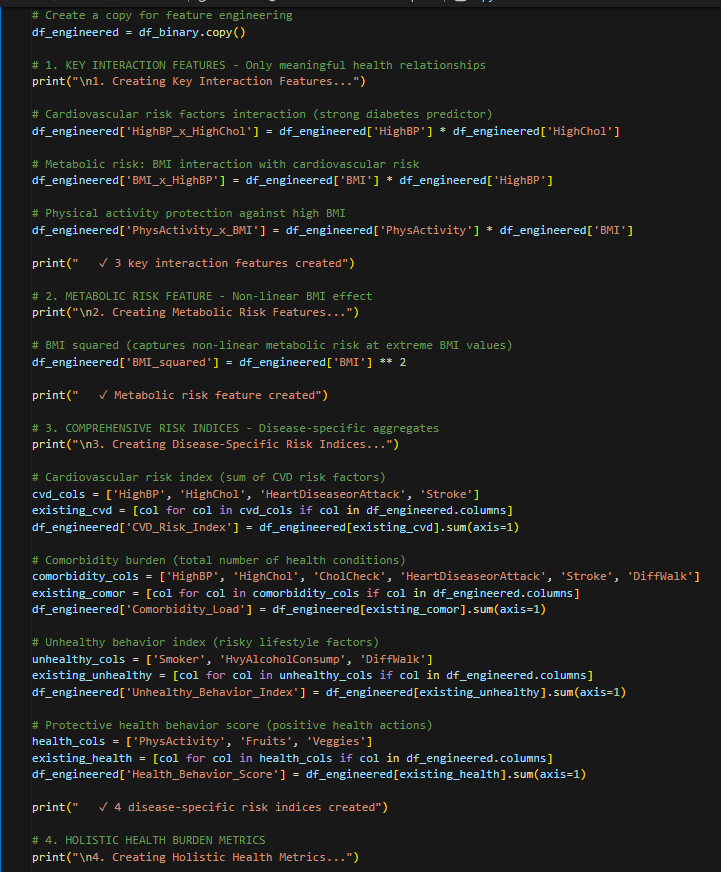 # Create a copy for feature engineering
df_engineered = df_binary.copy()
# 1. KEY INTERACTION FEATURES - Only meaningful health relationships
print("\n1. Creating Key Interaction Features...")
# Cardiovascular risk factors interaction (strong diabetes predictor)
df_engineered['HighBP_x_HighChol'] = df_engineered['HighBP'] * df_engineered['HighChol']
# Metabolic risk: BMI interaction with cardiovascular risk
df_engineered['BMI_x_HighBP'] = df_engineered['BMI'] * df_engineered['HighBP']
# Physical activity protection against high BMI
df_engineered['PhysActivity_x_BMI'] = df_engineered['PhysActivity'] * df_engineered['BMI']
print("   ✓ 3 key interaction features created")
# 2. METABOLIC RISK FEATURE - Non-linear BMI effect
print("\n2. Creating Metabolic Risk Features...")
# BMI squared (captures non-linear metabolic risk at extreme BMI values)
df_engineered['BMI_squared'] = df_engineered['BMI'] ** 2
print("   ✓ Metabolic risk feature created")
# 3. COMPREHENSIVE RISK INDICES - Disease-specific aggregates
print("\n3. Creating Disease-Specific Risk Indices...")
# Cardiovascular risk index (sum of CVD risk factors)
cvd_cols = ['HighBP', 'HighChol', 'HeartDiseaseorAttack', 'Stroke']
existing_cvd = [col for col in cvd_cols if col in df_engineered.columns]
df_engineered['CVD_Risk_Index'] = df_engineered[existing_cvd].sum(axis=1)
# Comorbidity burden (total number of health conditions)
comorbidity_cols = ['HighBP', 'HighChol', 'CholCheck', 'HeartDiseaseorAttack', 'Stroke', 'DiffWalk']
existing_comor = [col for col in comorbidity_cols if col in df_engineered.columns]
df_engineered['Comorbidity_Load'] = df_engineered[existing_comor].sum(axis=1)
# Unhealthy behavior index (risky lifestyle factors)
unhealthy_cols = ['Smoker', 'HvyAlcoholConsump', 'DiffWalk']
existing_unhealthy = [col for col in unhealthy_cols if col in df_engineered.columns]
df_engineered['Unhealthy_Behavior_Index'] = df_engineered[existing_unhealthy].sum(axis=1)
# Protective health behavior score (positive health actions)
health_cols = ['PhysActivity', 'Fruits', 'Veggies']
existing_health = [col for col in health_cols if col in df_engineered.columns]
df_engineered['Health_Behavior_Score'] = df_engineered[existing_health].sum(axis=1)
print("   ✓ 4 disease-specific risk indices created")
# 4. HOLISTIC HEALTH BURDEN METRICS
print("\n4. Creating Holistic Health Metrics...")